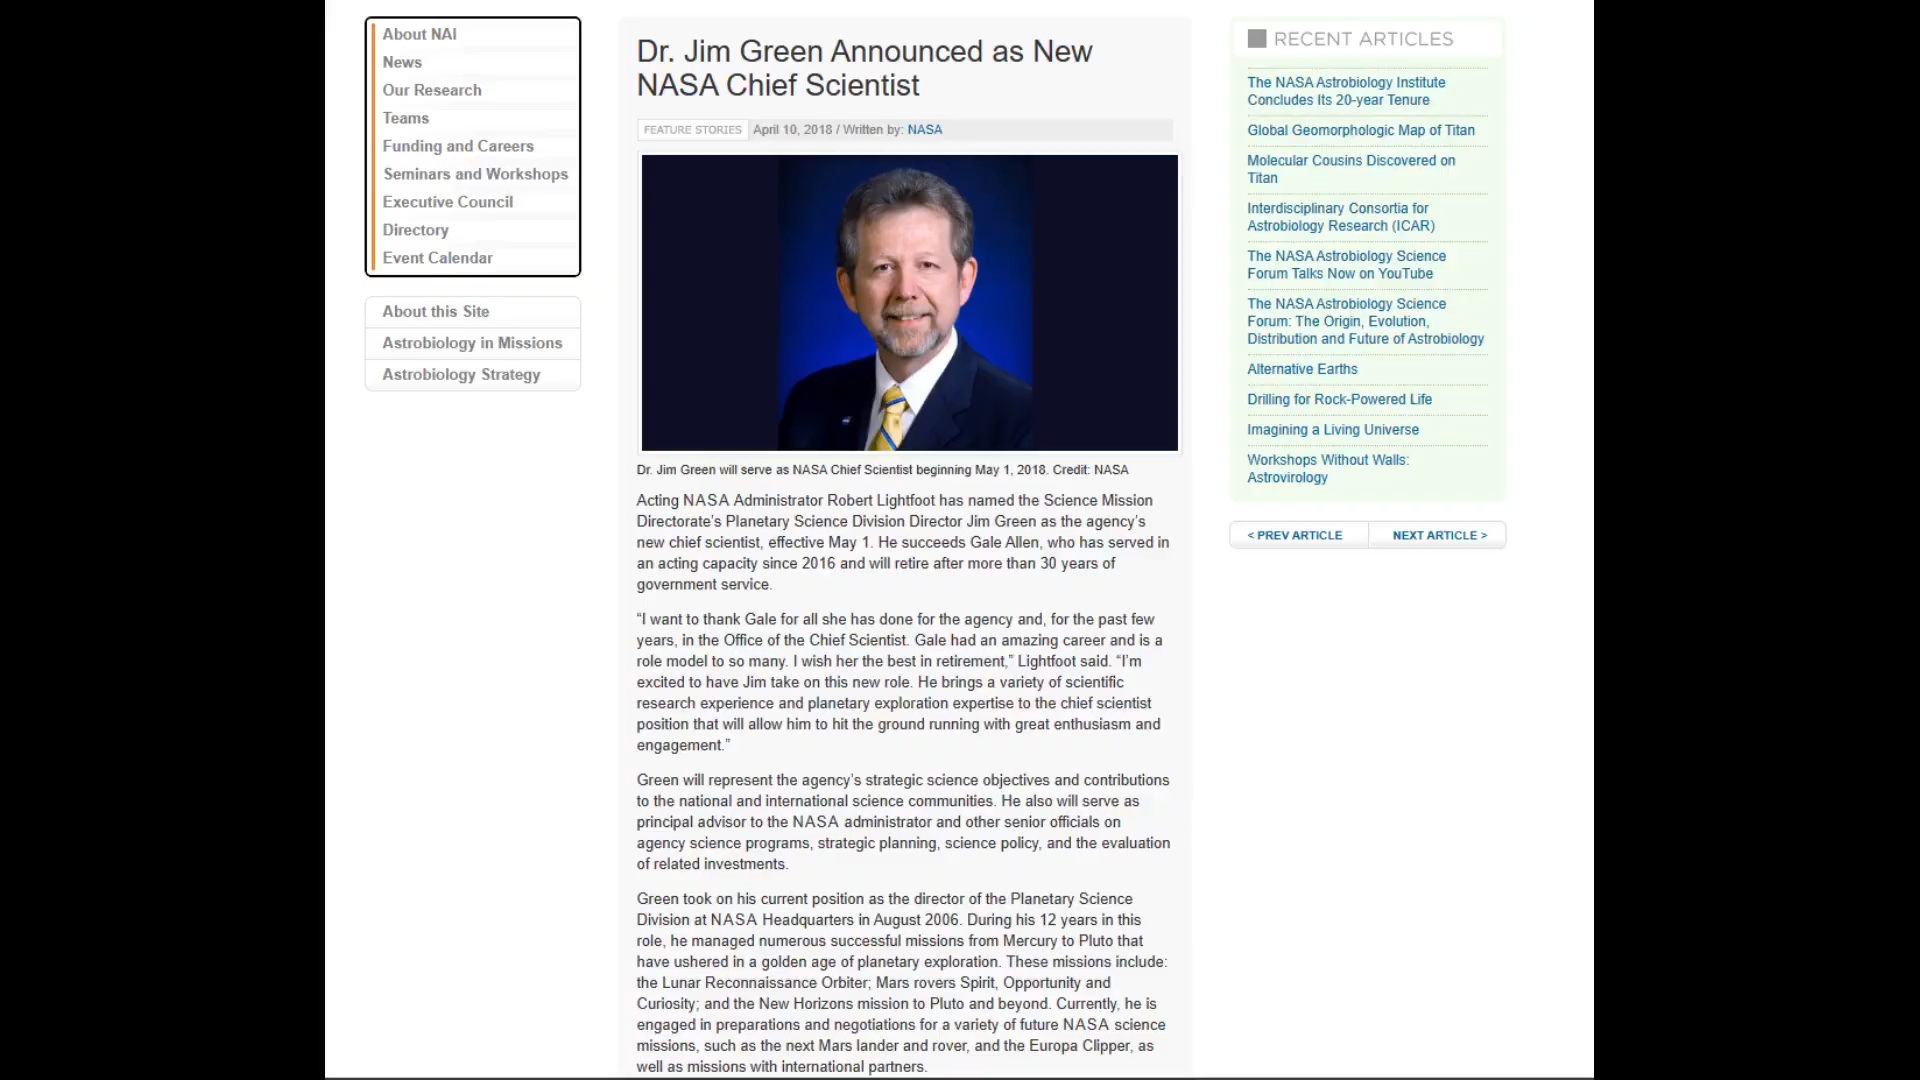 About NAI
News
Our Research
Teams
Funding and Careers
Seminars and Workshops
Executive Council
Directory
Event Calendar
About this Site
Astrobiology in Missions
Astrobiology Strategy
Dr. Jim Green Announced as New
NASA Chief Scientist
FEATURE STORIES April 10, 2018 / Written by: NASA
Dr. Jim Green will serve as NASA Chief Scientist beginning May 1, 2018. Credit: NASA
Acting NASA Administrator Robert Lightfoot has named the Science Mission
Directorate’s Planetary Science Division Director Jim Green as the agency’s
new chief scientist, effective May 1. He succeeds Gale Allen, who has served in
an acting capacity since 2016 and will retire after more than 30 years of
government service.
“I want to thank Gale for all she has done for the agency and, for the past few
years, in the Office of the Chief Scientist. Gale had an amazing career and is a
role model to so many. I wish her the best in retirement,” Lightfoot said. “I’m
excited to have Jim take on this new role. He brings a variety of scientific
research experience and planetary exploration expertise to the chief scientist
position that will allow him to hit the ground running with great enthusiasm and
engagement.”
Green will represent the agency’s strategic science objectives and contributions
to the national and international science communities. He also will serve as
principal advisor to the NASA administrator and other senior officials on
agency science programs, strategic planning, science policy, and the evaluation
of related investments.
Green took on his current position as the director of the Planetary Science
Division at NASA Headquarters in August 2006. During his 12 years in this
role, he managed numerous successful missions from Mercury to Pluto that
have ushered in a golden age of planetary exploration. These missions include:
the Lunar Reconnaissance Orbiter; Mars rovers Spirit, Opportunity and
Curiosity; and the New Horizons mission to Pluto and beyond. Currently, he is
engaged in preparations and negotiations for a variety of future NASA science
missions, such as the next Mars lander and rover, and the Europa Clipper, as
well as missions with international partners.
RECENT ARTICLES
The NASA Astrobiology Institute
Concludes Its 20-year Tenure
Global Geomorphologic Map of Titan
Molecular Cousins Discovered on
Titan
Interdisciplinary Consortia for
Astrobiology Research (ICAR)
The NASA Astrobiology Science
Forum Talks Now on YouTube
The NASA Astrobiology Science
Forum: The Origin, Evolution,
Distribution and Future of Astrobiology
Alternative Earths
Drilling for Rock-Powered Life
Imagining a Living Universe
Workshops Without Walls:
Astrovirology
< PREV ARTICLE NEXT ARTICLE >